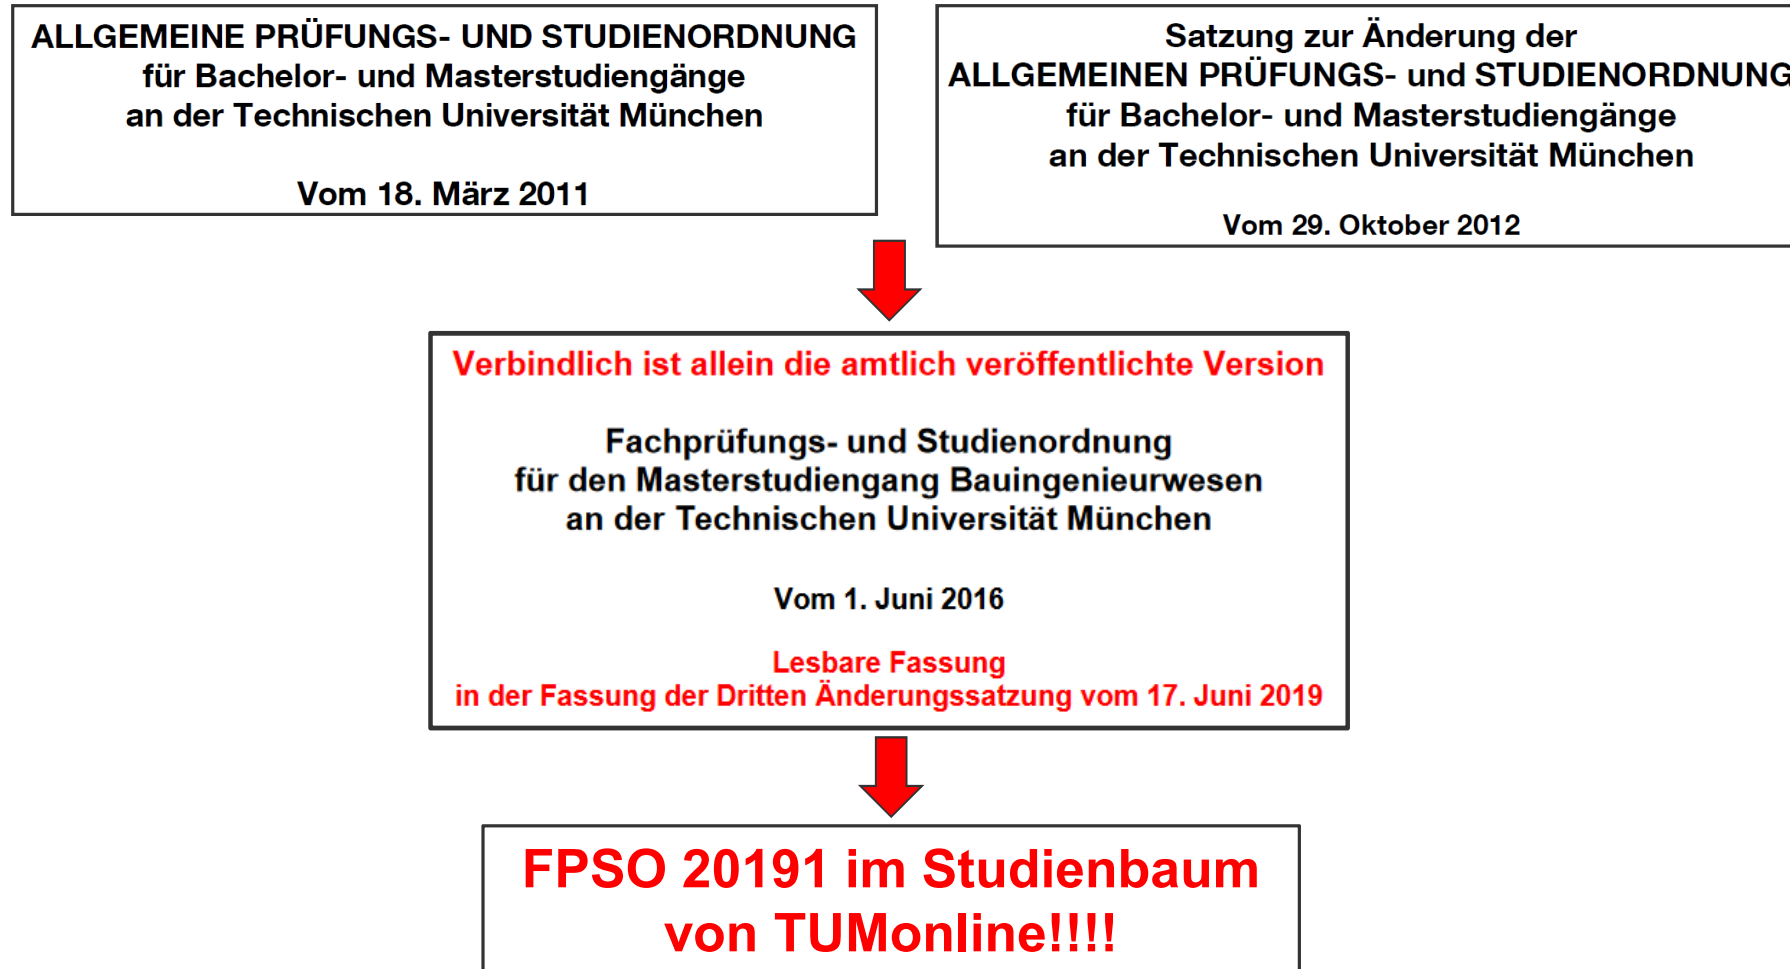 ALLGEMEINE PRÜFUNGS- UND STUDIENORDNUNG
für Bachelor- und Masterstudiengänge
an der Technischen Universität München
Vom 18. März 2011
Satzung zur Änderung der
ALLGEMEINEN PRÜFUNGS- und STUDIENORDNUNG
für Bachelor- und Masterstudiengänge
an der Technischen Universität München
Vom 29. Oktober 2012
Verbindlich ist allein die amtlich veröffentlichte Version
Fachprüfungs- und Studienordnung
für den Masterstudiengang Bauingenieurwesen
an der Technischen Universität München
Vom 1. Juni 2016
Lesbare Fassung
in der Fassung der Dritten Änderungssatzung vom 17. Juni 2019
FPSO 20191 im Studienbaum
von TUMonline!!!!